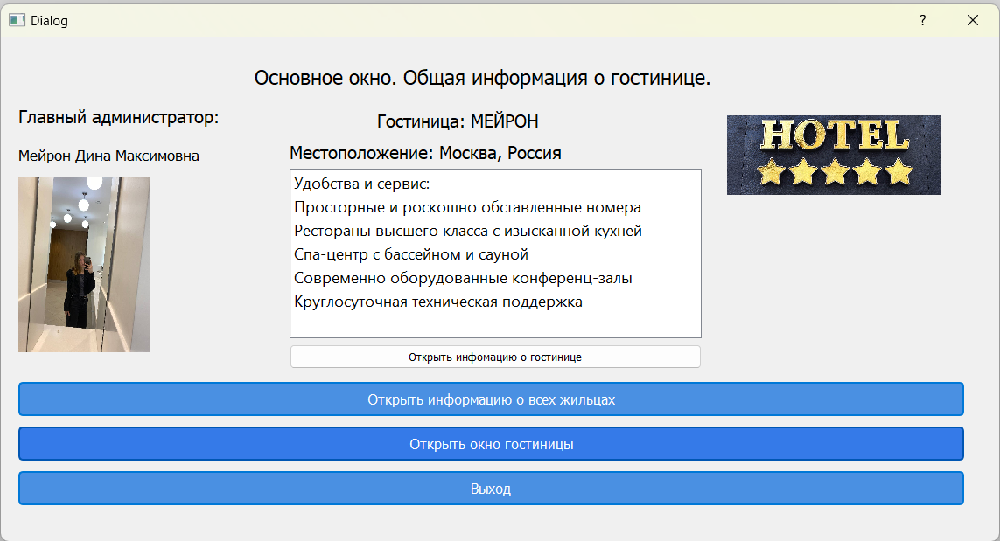 Dialog
?
Основное окно. Общая информация о гостинице.
Главный администратор:
Мейрон Дина Максимовна
Гостиница: МЕЙРОН
Местоположение: Москва, Россия
Удобства и сервис:
Просторные и роскошно обставленные номера
Рестораны высшего класса с изысканной кухней
Спа-центр с бассейном и сауной
Современно оборудованные конференц-залы
Круглосуточная техническая поддержка
Открыть инфомацию о гостинице
HOTEL
Открыть информацию о всех жильцах
Открыть окно гостиницы
Выход